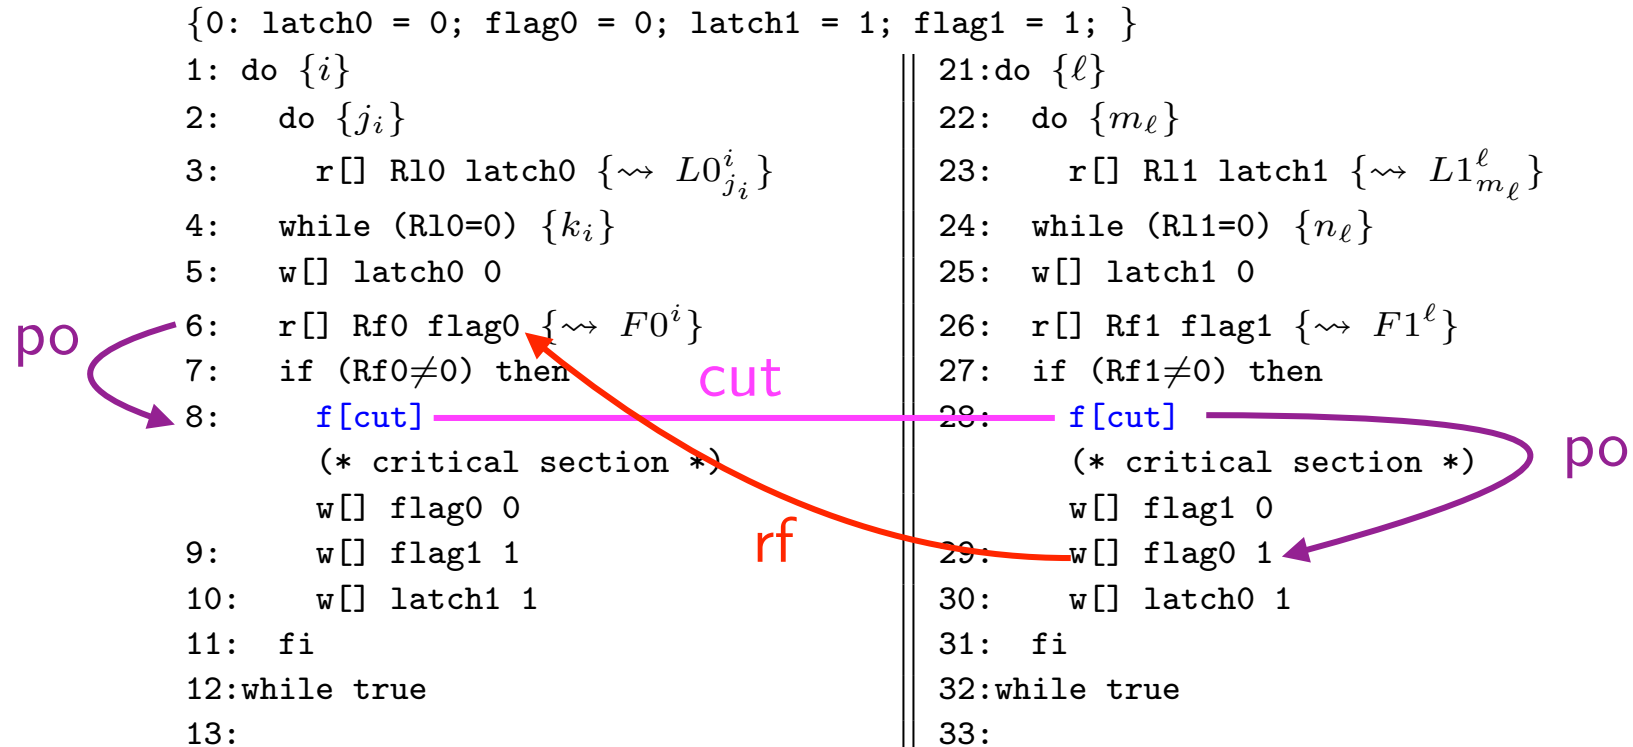 {0: latch0 = 0; flag0 = 0; latch1 = 1; flag1 = 1; }
1: do {i} 21:do {ℓ}
2: do {j_i} 22: do {m_ℓ}
3: r[] Rl0 latch0 {⇝ L0^i_{j_i}} 23: r[] Rl1 latch1 {⇝ L1^ℓ_{m_ℓ}}
4: while (Rl0=0) {k_i} 24: while (Rl1=0) {n_ℓ}
5: w[] latch0 0 25: w[] latch1 0
po 6: r[] Rf0 flag0 {⇝ F0^i} 26: r[] Rf1 flag1 {⇝ F1^ℓ}
7: if (Rf0≠0) then cut 27: if (Rf1≠0) then
8: f[cut] 28: f[cut]
(* critical section *) (* critical section *) po
w[] flag0 0 w[] flag1 0
9: w[] flag1 1 rf 29: w[] flag0 1
10: w[] latch1 1 30: w[] latch0 1
11: fi 31: fi
12:while true 32:while true
13: 33: